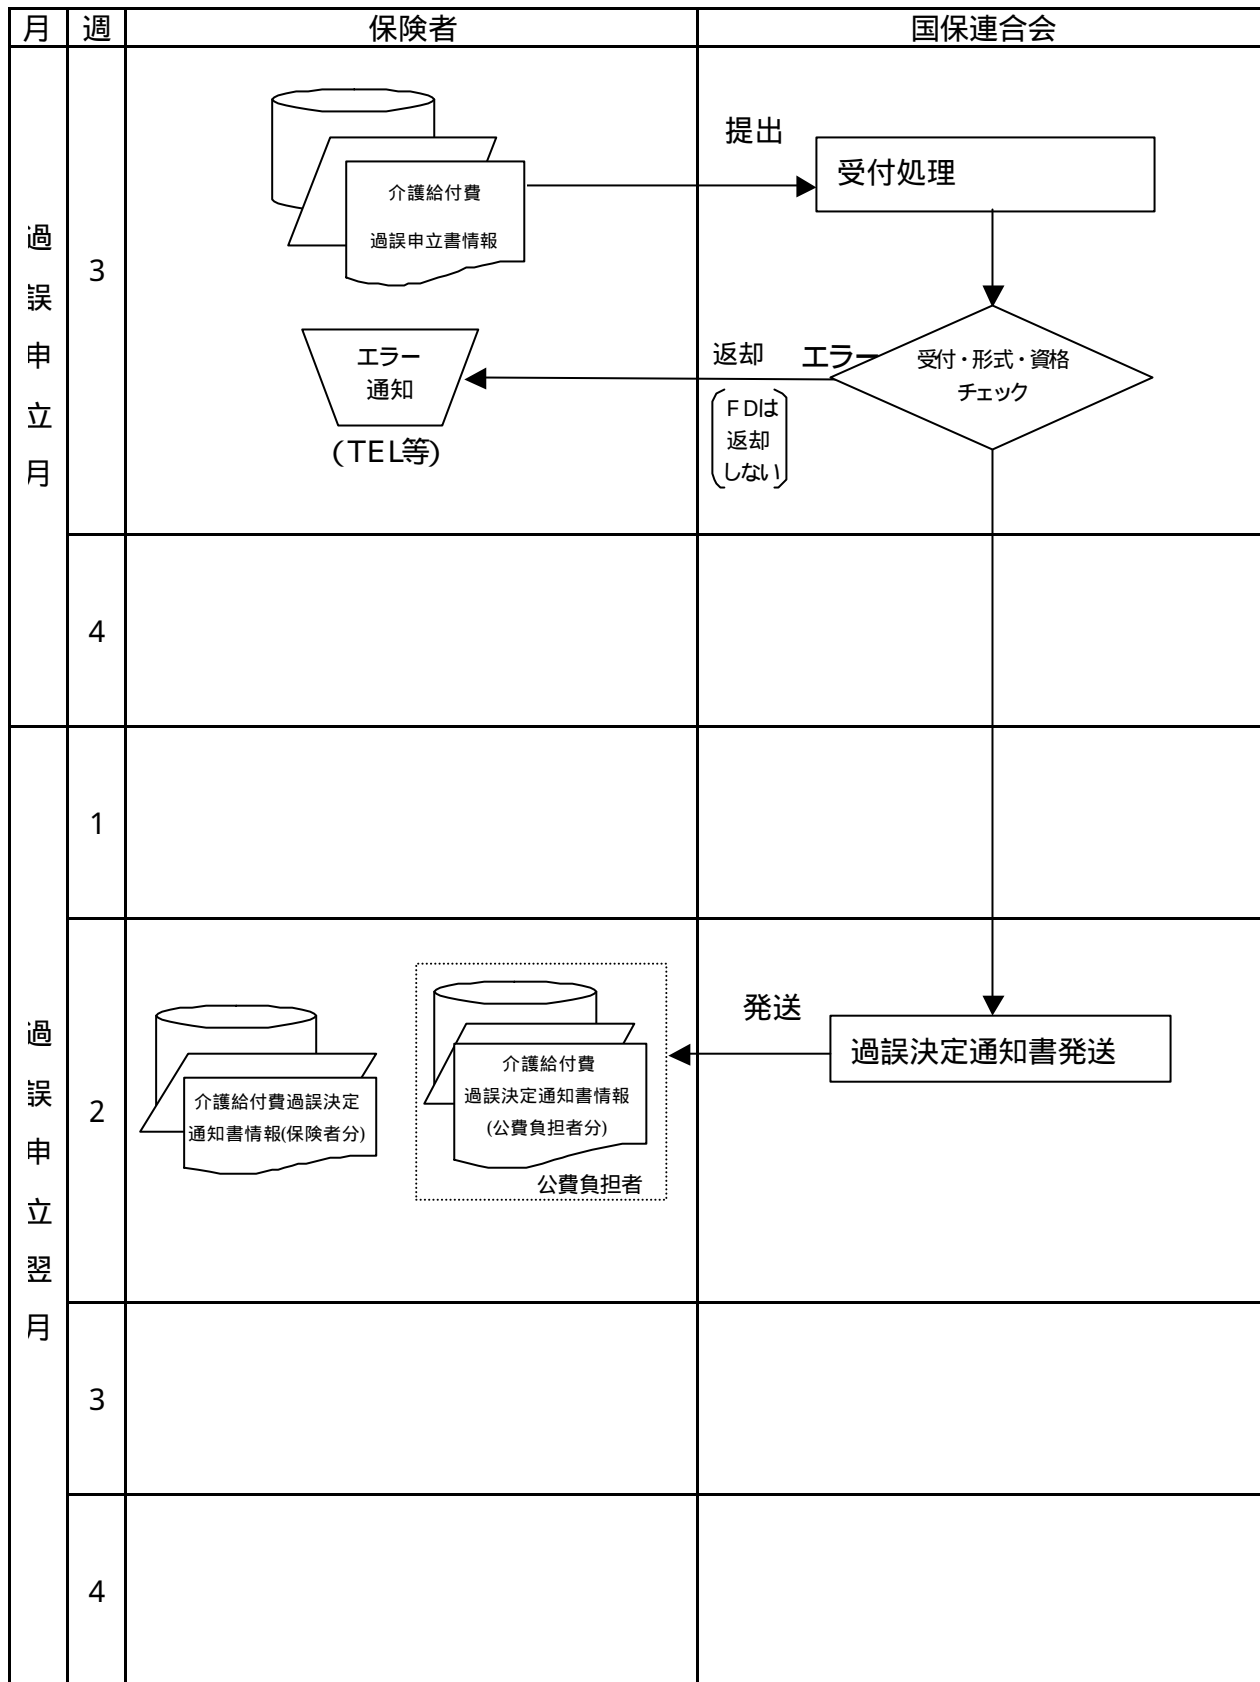 月 週 保険者 国保連合会
過誤申立月
3
介護給付費
過誤申立書情報
提出
受付処理
エラー
通知
(TEL等)
返却 エラー
FDは
返却
しない
受付・形式・資格
チェック
4
過誤申立翌月
1
2
介護給付費過誤決定
通知書情報(保険者分)
介護給付費
過誤決定通知書情報
(公費負担者分)
公費負担者
発送
過誤決定通知書発送
3
4